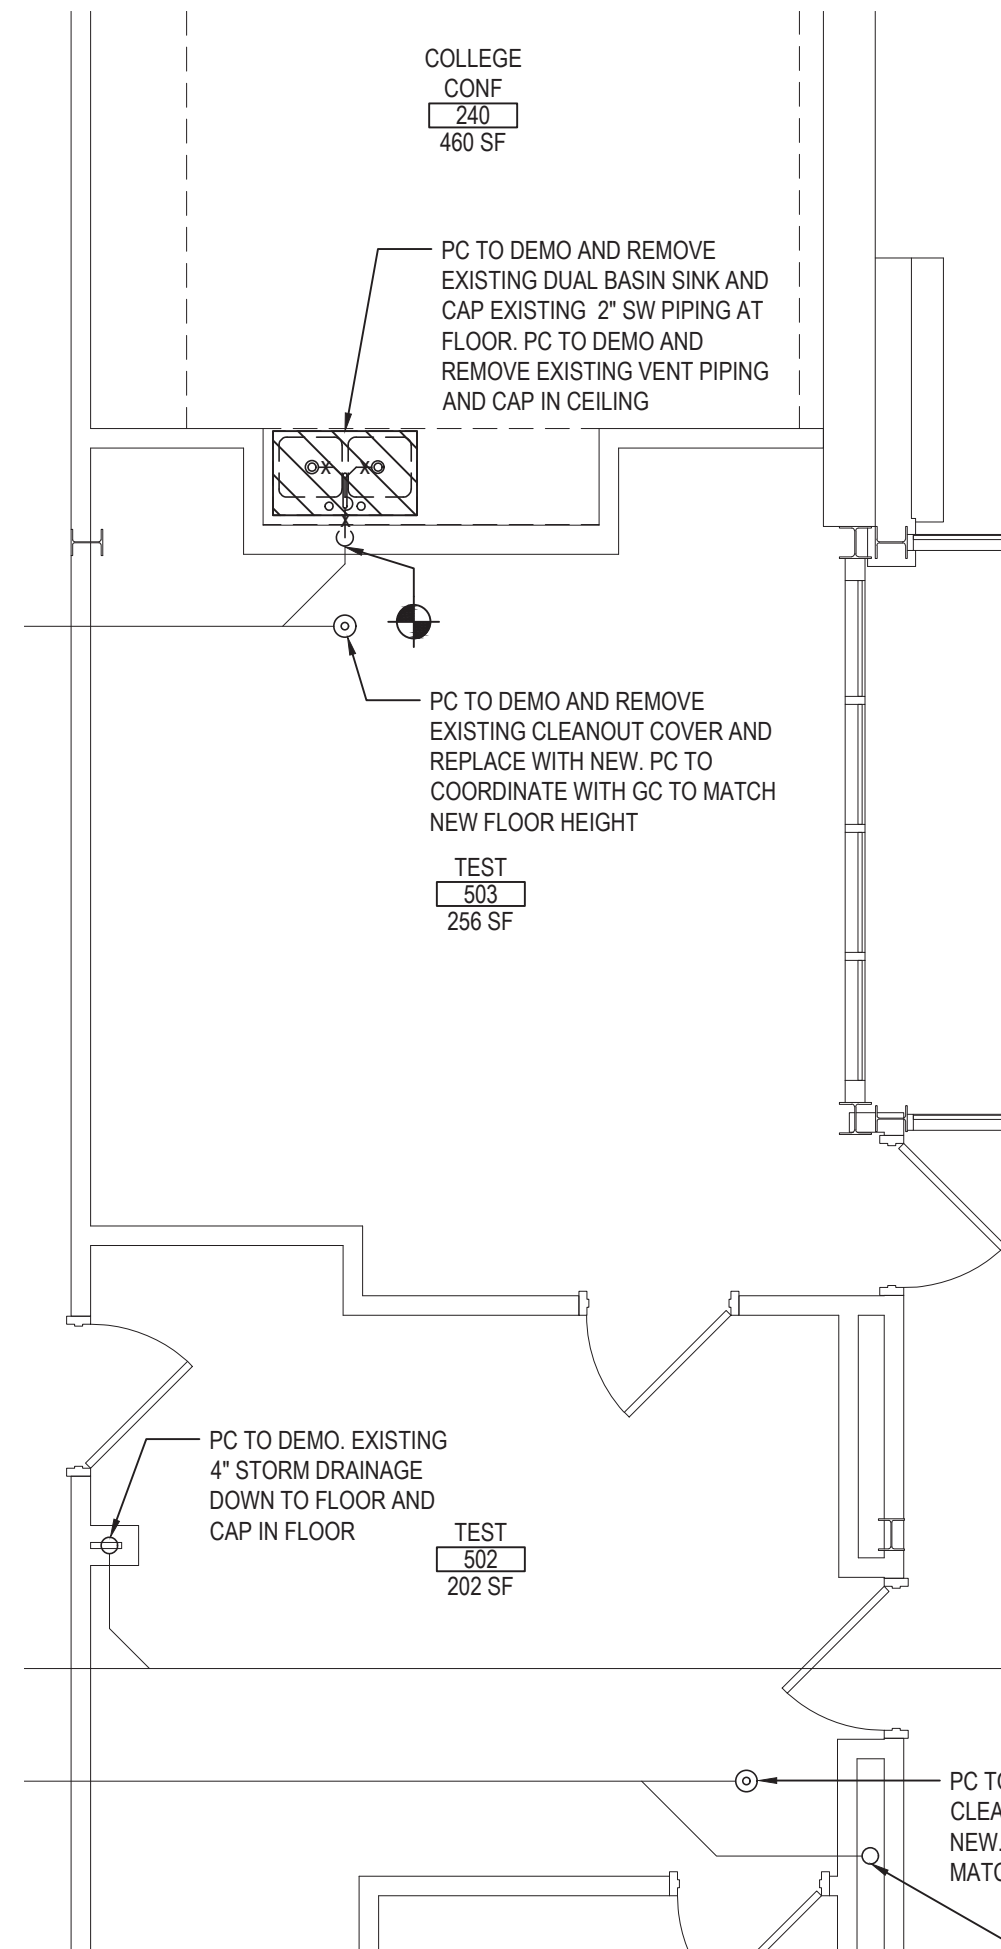 COLLEGE
CONF
240
460 SF
PC TO DEMO AND REMOVE
EXISTING DUAL BASIN SINK AND
CAP EXISTING 2" SW PIPING AT
FLOOR. PC TO DEMO AND
REMOVE EXISTING VENT PIPING
AND CAP IN CEILING
PC TO DEMO AND REMOVE
EXISTING CLEANOUT COVER AND
REPLACE WITH NEW. PC TO
COORDINATE WITH GC TO MATCH
NEW FLOOR HEIGHT
TEST
503
256 SF
PC TO DEMO. EXISTING
4" STORM DRAINAGE
DOWN TO FLOOR AND
CAP IN FLOOR
TEST
502
202 SF
PC
NEW.